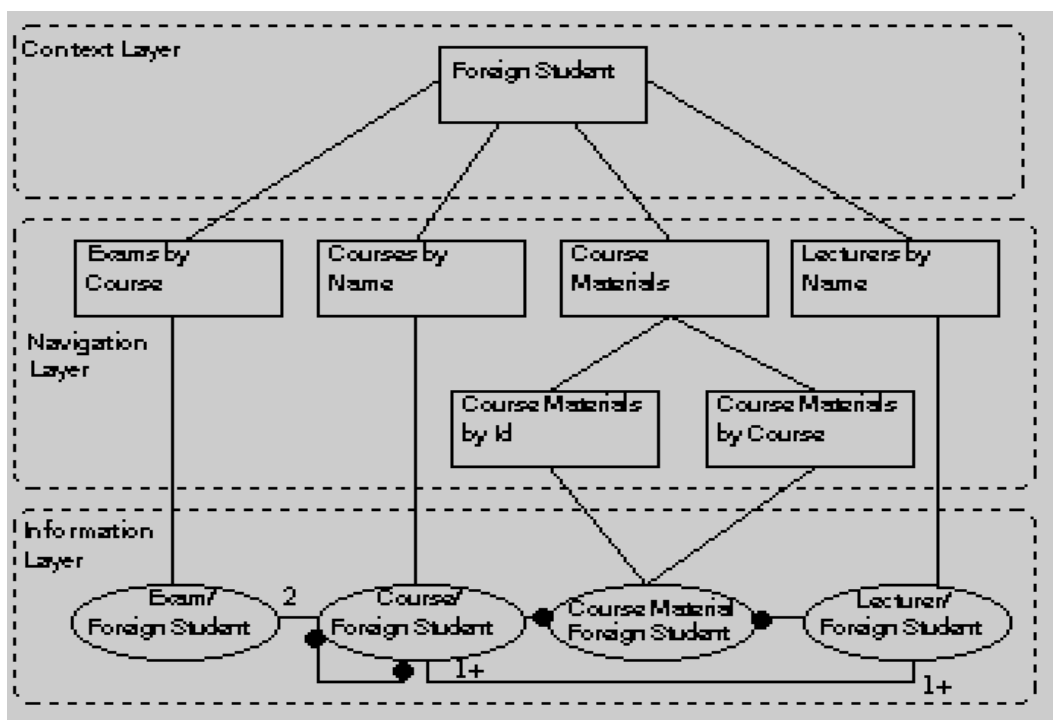 Context Layer
Foreign Student
Exams by
Course
Courses by
Name
Course
Materials
Lecturers by
Name
Navigation
Layer
Course Materials
by Id
Course Materials
by Course
Information
Layer
Exam/
Foreign Student
2
Course/
Foreign Student
Course Material
Foreign Student
Lecturer/
Foreign Student
1+
1+